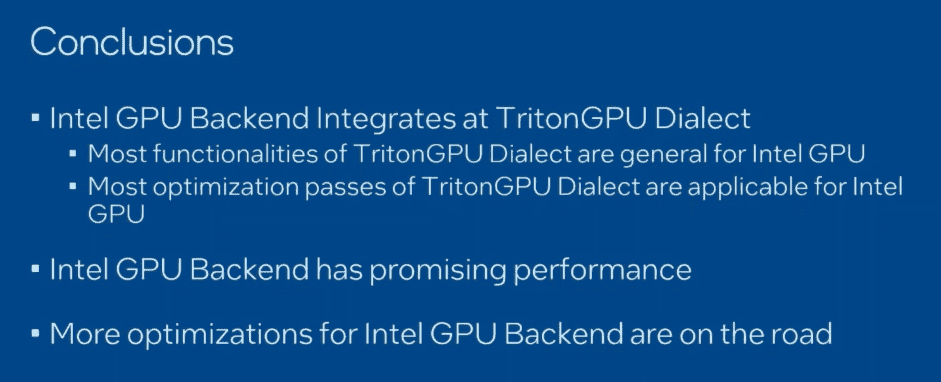 Conclusions
▪ Intel GPU Backend Integrates at TritonGPU Dialect
▪ Most functionalities of TritonGPU Dialect are general for Intel GPU
▪ Most optimization passes of TritonGPU Dialect are applicable for Intel
GPU
▪ Intel GPU Backend has promising performance
▪ More optimizations for Intel GPU Backend are on the road